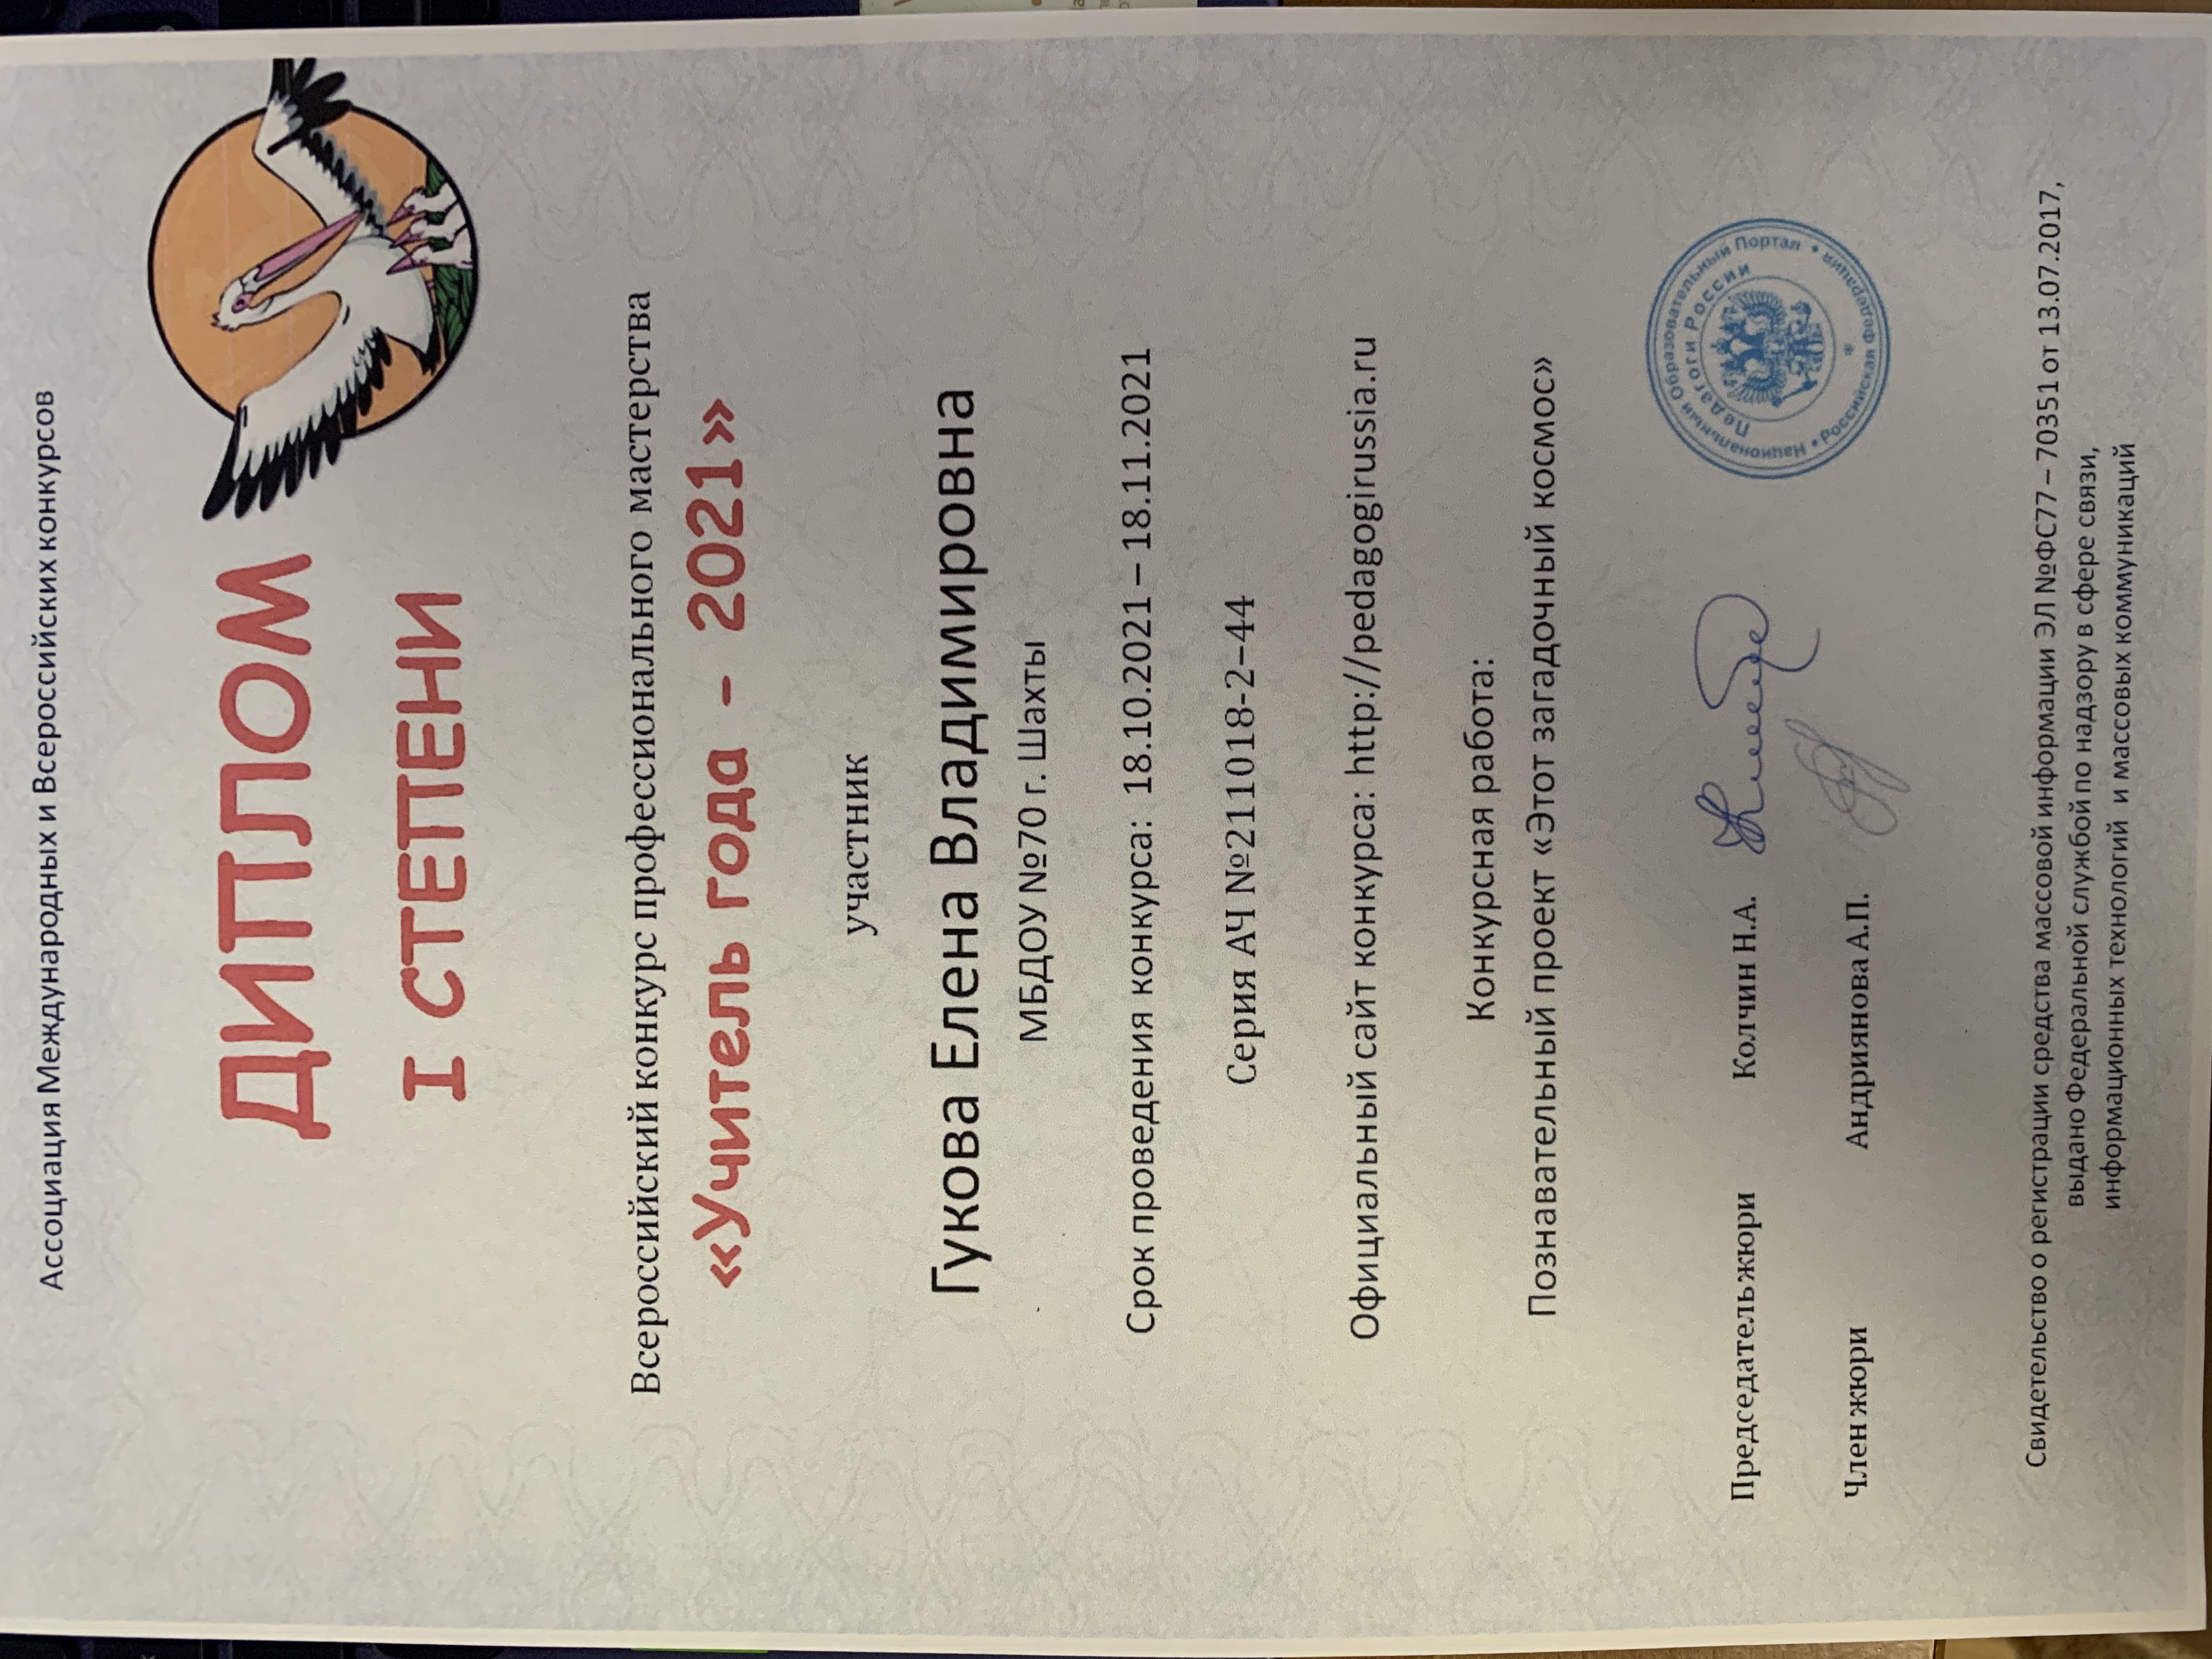 Ассоциация Международных и Всероссийских конкурсов
ДИПЛОМ
I СТЕПЕНИ
Всероссийский конкурс профессионального мастерства
«Учитель года - 2021»
участник
Гукова Елена Владимировна
МБДОУ №70 г. Шахты
Срок проведения конкурса: 18.10.2021 – 18.11.2021
Серия АЧ №211018-2–44
Официальный сайт конкурса: http://pedagogirussia.ru
Конкурсная работа:
Познавательный проект «Этот загадочный космос»
Председатель жюри Колчин Н.А.
Член жюри Андриянова А.П.
Национальный Образовательный Портал • Российская Федерация •
Педагоги России
Свидетельство о регистрации средства массовой информации ЭЛ №ФС77 – 70351 от 13.07.2017,
выдано Федеральной службой по надзору в сфере связи,
информационных технологий и массовых коммуникаций